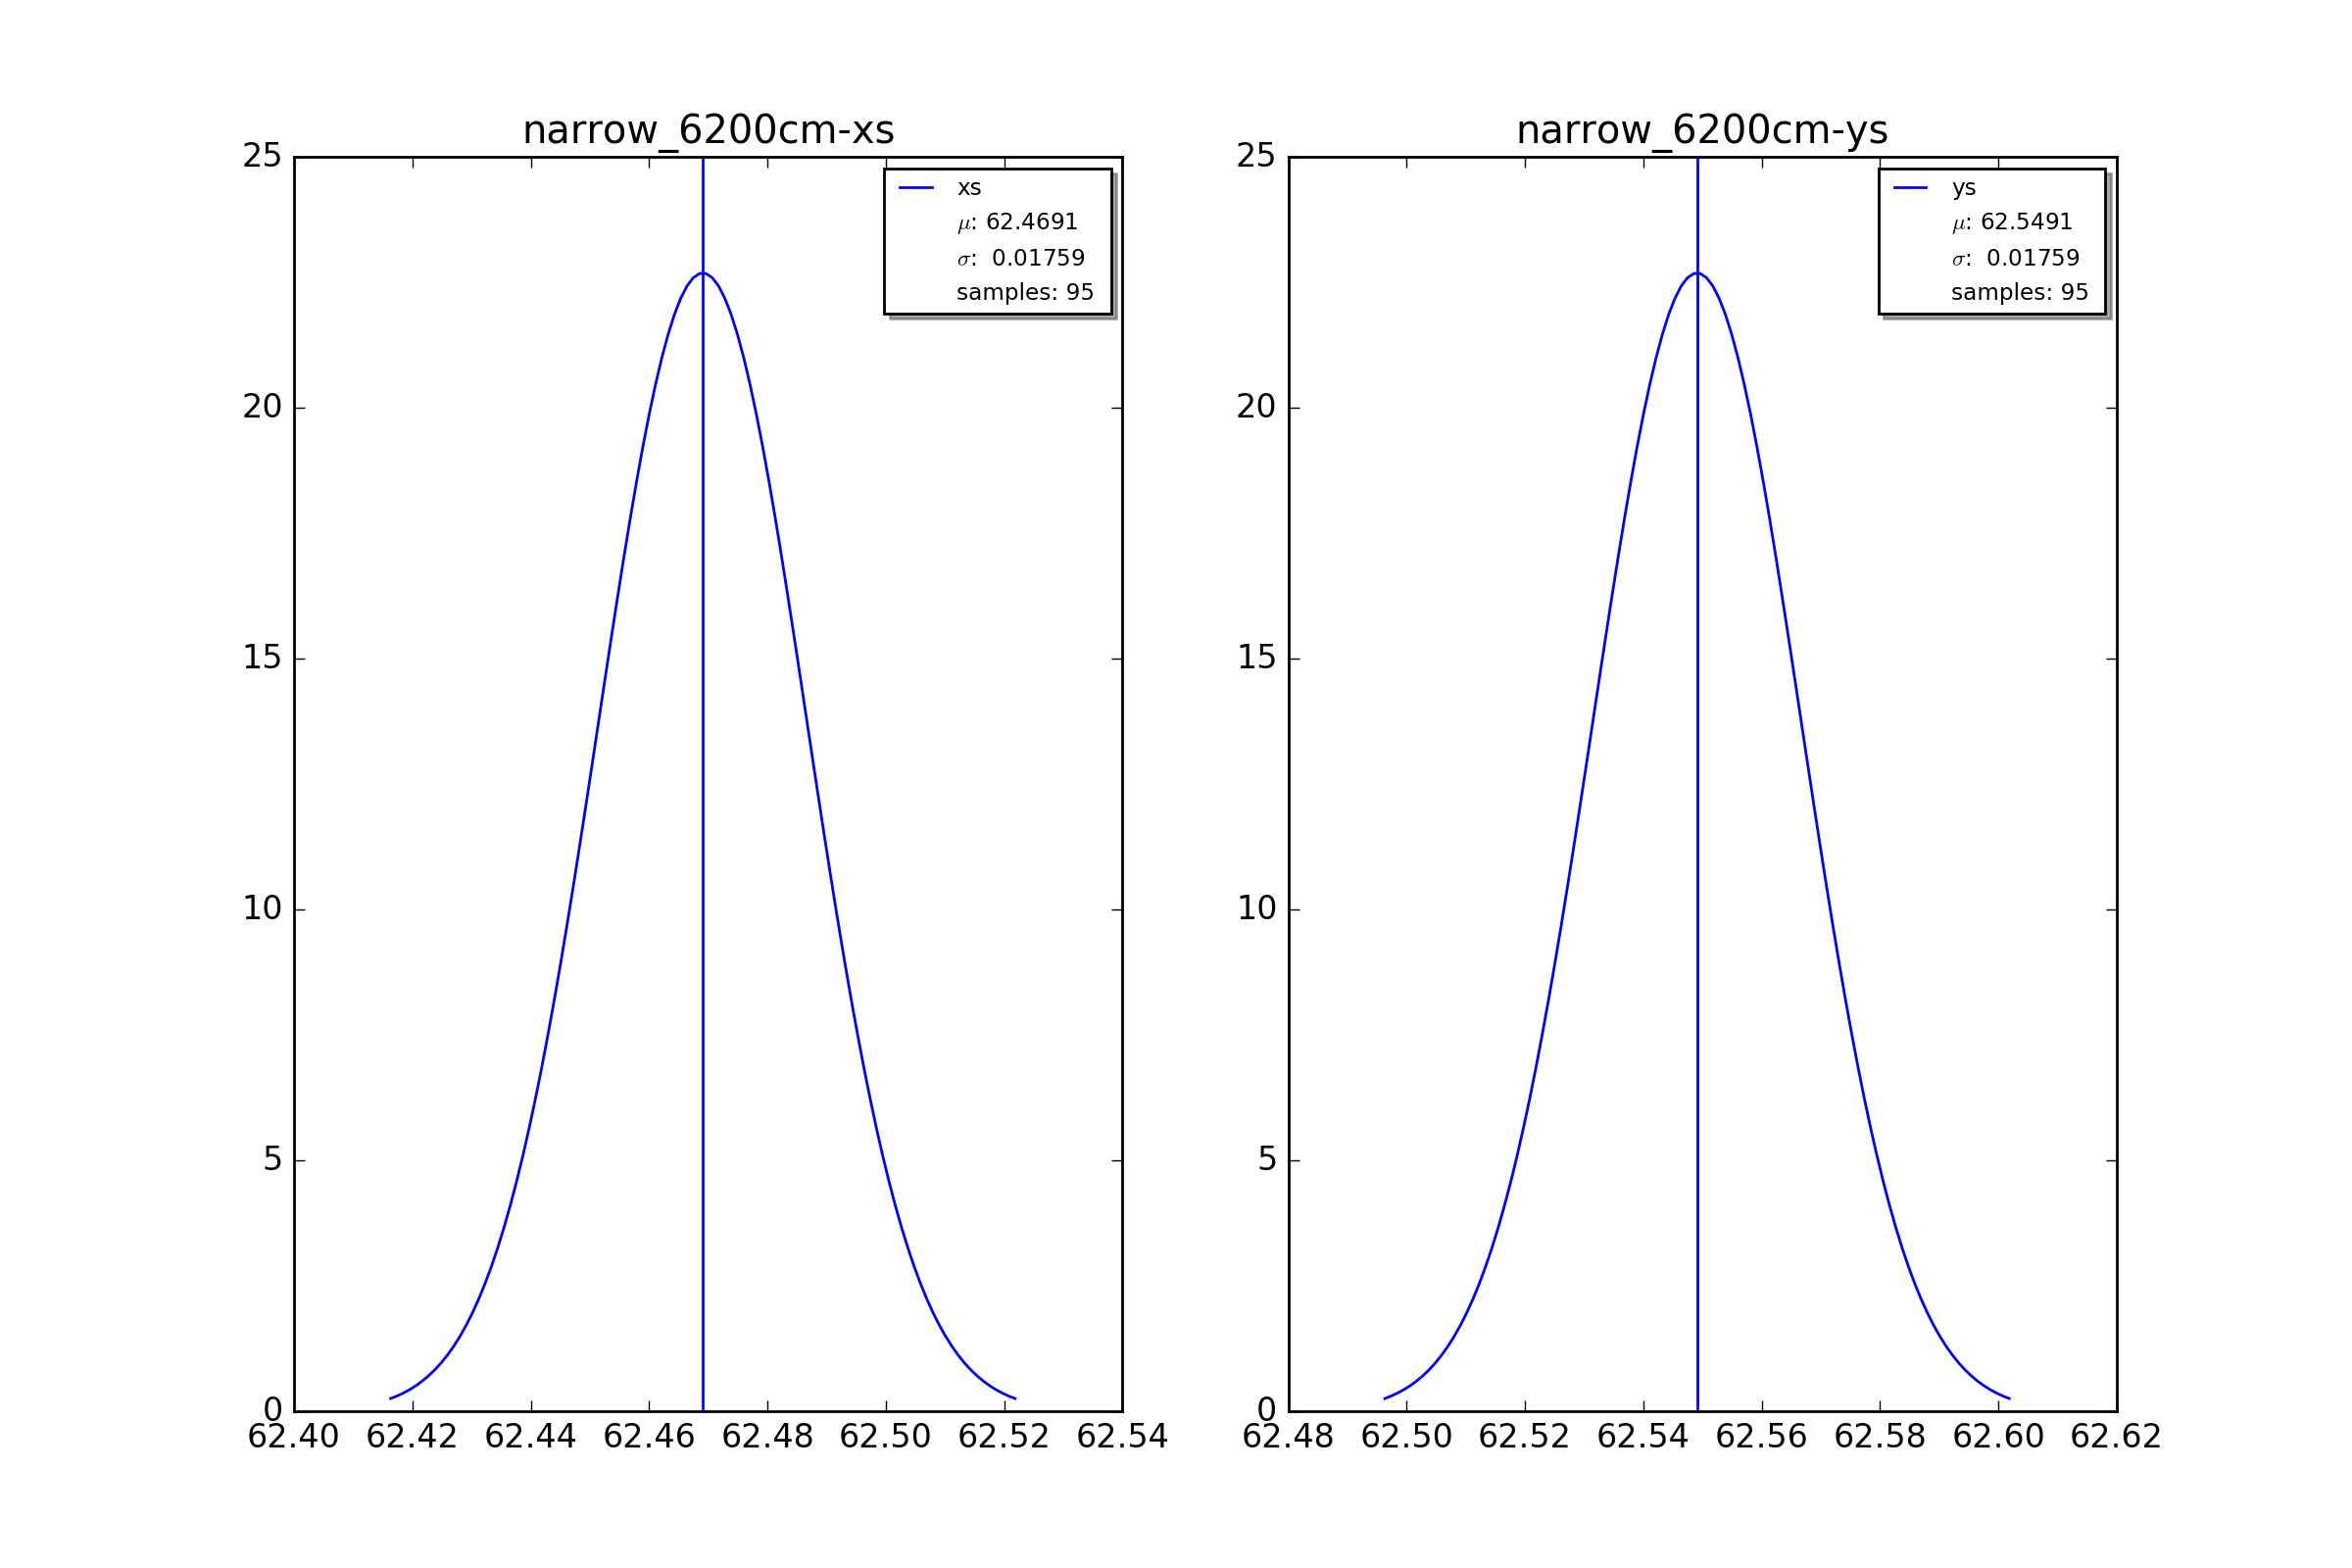 narrow_6200cm-xs
25
20
15
10
5
0
62.40 62.42 62.44 62.46 62.48 62.50 62.52 62.54
xs
μ: 62.4691
σ: 0.01759
samples: 95
narrow_6200cm-ys
25
20
15
10
5
0
62.48 62.50 62.52 62.54 62.56 62.58 62.60 62.62
ys
μ: 62.5491
σ: 0.01759
samples: 95